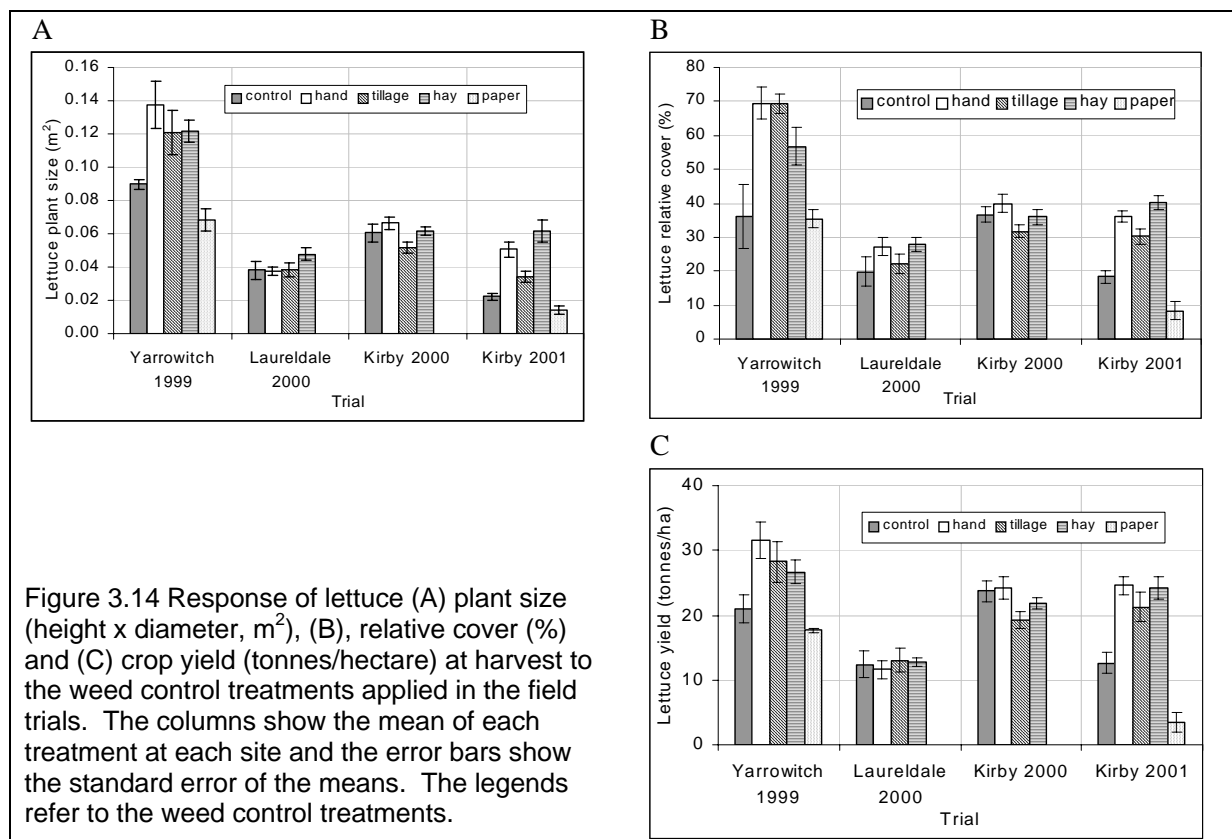 A
0.16
0.14
0.12
0.10
0.08
0.06
0.04
0.02
0.00
Lettuce plant size (m²)
control hand tillage hay paper
Yarrowitch Laureldale Kirby 2000 Kirby 2001
1999 2000
Trial
B
80
70
60
50
40
30
20
10
0
Lettuce relative cover (%)
control hand tillage hay paper
Yarrowitch Laureldale Kirby 2000 Kirby 2001
1999 2000
Trial
C
40
30
20
10
0
Lettuce yield (tonnes/ha)
control hand tillage hay paper
Yarrowitch Laureldale Kirby 2000 Kirby 2001
1999 2000
Trial
Figure 3.14 Response of lettuce (A) plant size
(height x diameter, m²), (B), relative cover (%)
and (C) crop yield (tonnes/hectare) at harvest to
the weed control treatments applied in the field
trials. The columns show the mean of each
treatment at each site and the error bars show
the standard error of the means. The legends
refer to the weed control treatments.